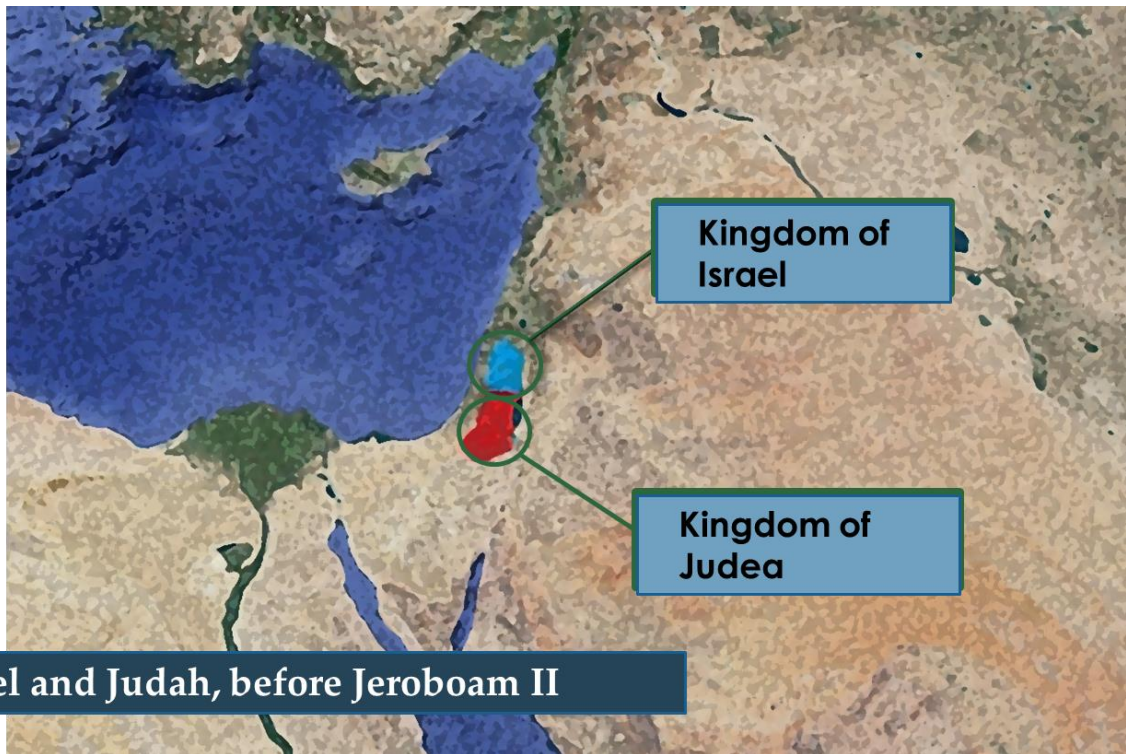 Kingdom of
Israel
Kingdom of
Judea
el and Judah, before Jeroboam II